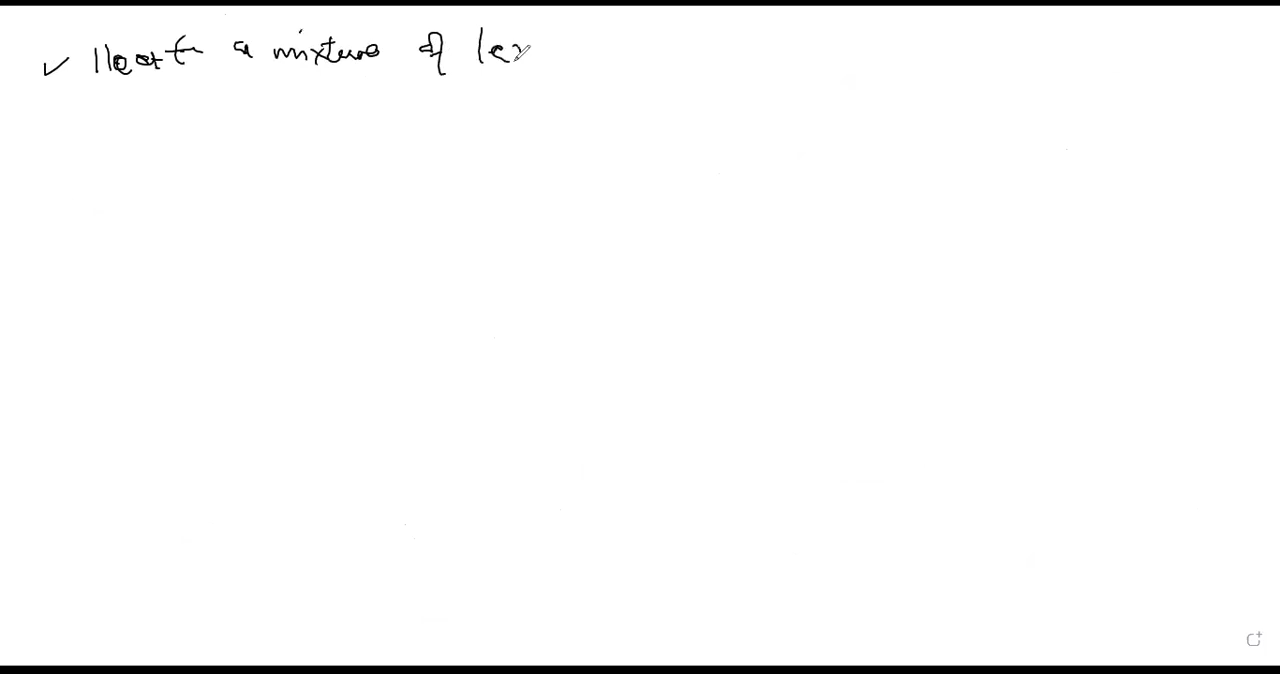 ✓ Heat a mixture of